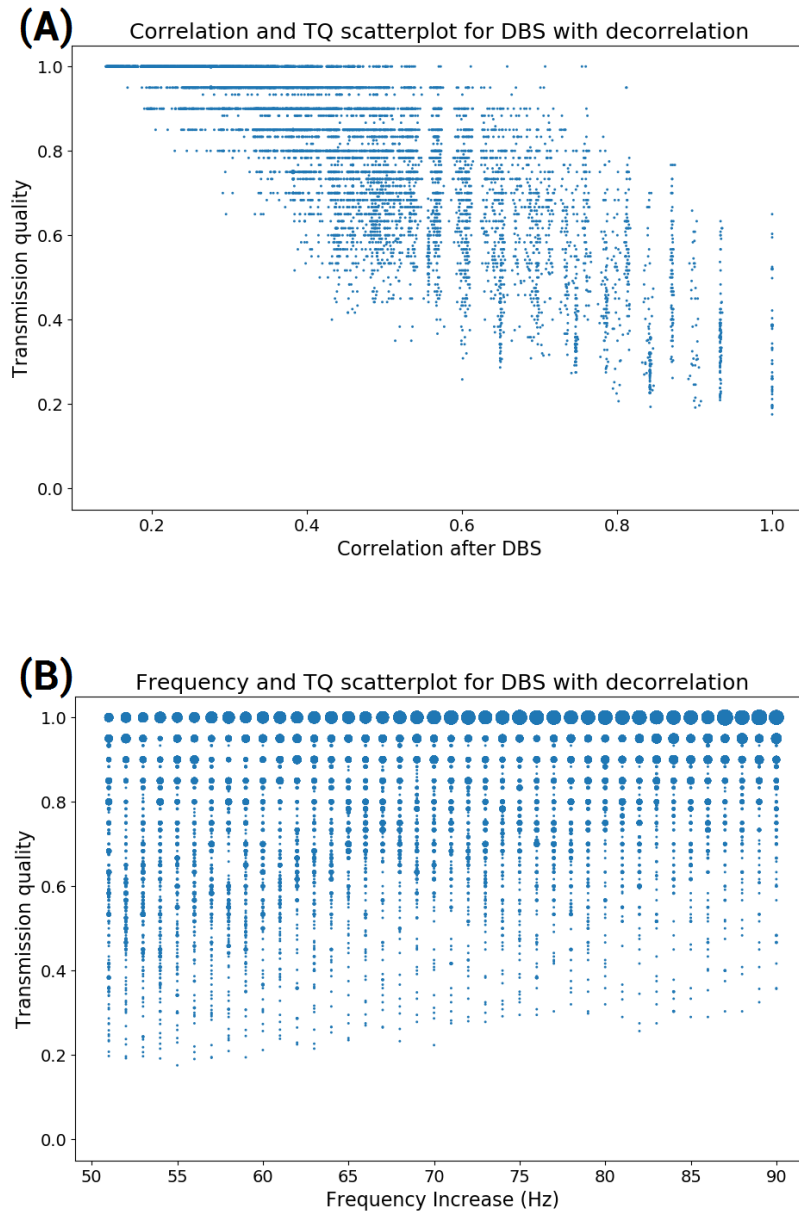 (A)
Correlation and TQ scatterplot for DBS with decorrelation
Transmission quality
1.0
0.8
0.6
0.4
0.2
0.0
0.2 0.4 0.6 0.8 1.0
Correlation after DBS
(B)
Frequency and TQ scatterplot for DBS with decorrelation
Transmission quality
1.0
0.8
0.6
0.4
0.2
0.0
50 55 60 65 70 75 80 85 90
Frequency Increase (Hz)